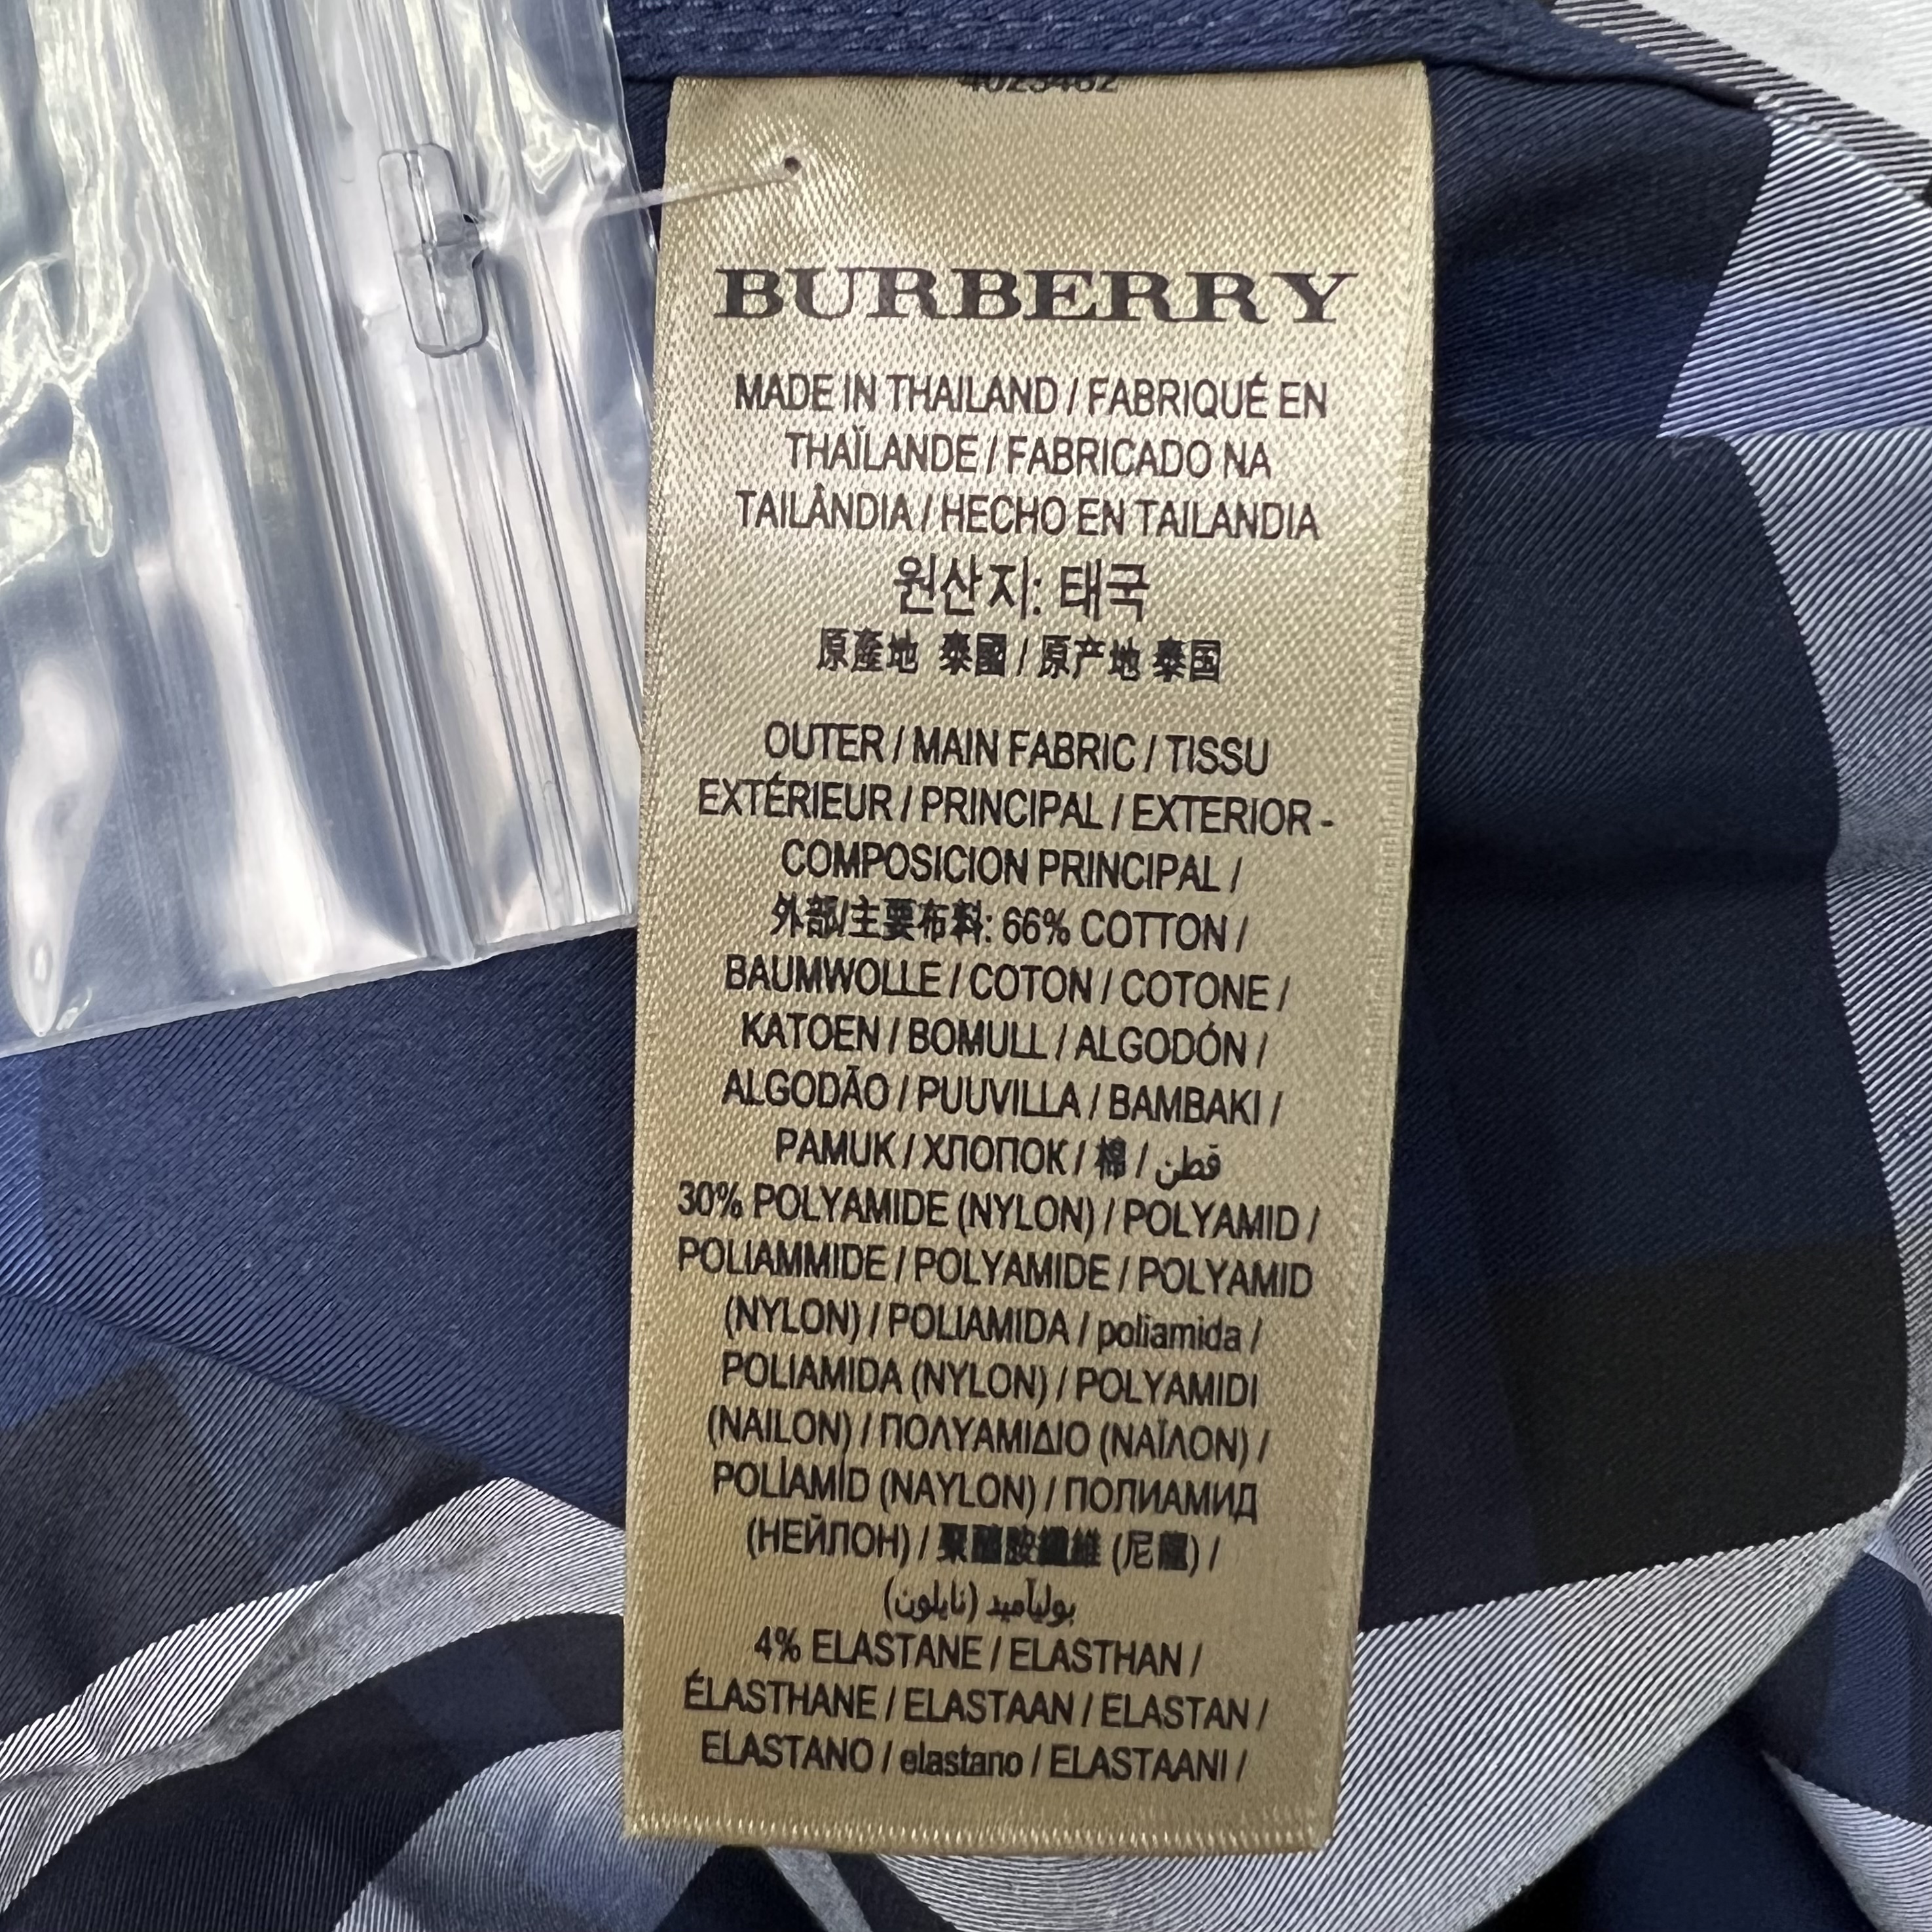 4023462
BURBERRY
MADE IN THAILAND / FABRIQUÉ EN
THAÏLANDE / FABRICADO NA
TAILÂNDIA / HECHO EN TAILANDIA
원산지: 태국
原產地 泰國 / 原产地 泰国
OUTER / MAIN FABRIC / TISSU
EXTÉRIEUR / PRINCIPAL / EXTERIOR -
COMPOSICION PRINCIPAL /
外部/主要布料: 66% COTTON /
BAUMWOLLE / COTON / COTONE /
KATOEN / BOMULL / ALGODÓN /
ALGODÃO / PUUVILLA / BAMBAKI /
PAMUK / ХЛОПОК / 棉 / قطن
30% POLYAMIDE (NYLON) / POLYAMID /
POLIAMMIDE / POLYAMIDE / POLYAMID
(NYLON) / POLIAMIDA / poliamida /
POLIAMIDA (NYLON) / POLYAMIDI
(NAILON) / ΠΟΛΥΑΜΙΔΙΟ (ΝΑΪΛΟΝ) /
POLİAMİD (NAYLON) / ПОЛИАМИД
(НЕЙЛОН) / 聚醯胺纖維 (尼龍) /
بوليآميد (نايلون)
4% ELASTANE / ELASTHAN /
ÉLASTHANE / ELASTAAN / ELASTAN /
ELASTANO / elastano / ELASTAANI /